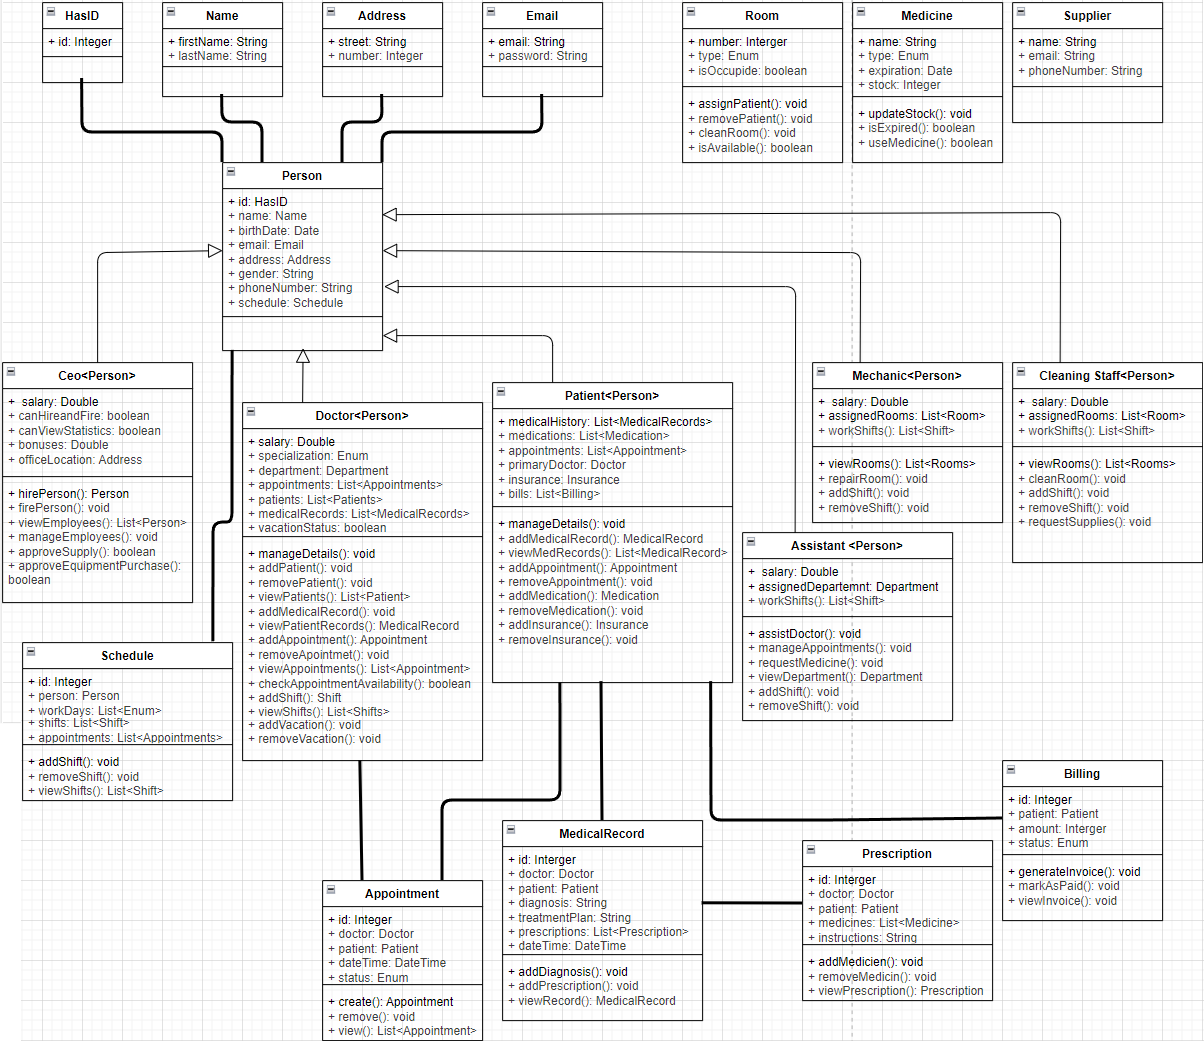 HasID
+ id: Integer
Name
+ firstName: String
+ lastName: String
Address
+ street: String
+ number: Integer
Email
+ email: String
+ password: String
Room
+ number: Interger
+ type: Enum
+ isOccupide: boolean
+ assignPatient(): void
+ removePatient(): void
+ cleanRoom(): void
+ isAvailable(): boolean
Medicine
+ name: String
+ type: Enum
+ expiration: Date
+ stock: Integer
+ updateStock(): void
+ isExpired(): boolean
+ useMedicine(): boolean
Supplier
+ name: String
+ email: String
+ phoneNumber: String
Person
+ id: HasID
+ name: Name
+ birthDate: Date
+ email: Email
+ address: Address
+ gender: String
+ phoneNumber: String
+ schedule: Schedule
Ceo<Person>
+ salary: Double
+ canHireandFire: boolean
+ canViewStatistics: boolean
+ bonuses: Double
+ officeLocation: Address
+ hirePerson(): Person
+ firePerson(): void
+ viewEmployees(): List<Person>
+ manageEmployees(): void
+ approveSupply(): boolean
+ approveEquipmentPurchase():
boolean
Doctor<Person>
+ salary: Double
+ specialization: Enum
+ department: Department
+ appointments: List<Appointments>
+ patients: List<Patients>
+ medicalRecords: List<MedicalRecords>
+ vacationStatus: boolean
+ manageDetails(): void
+ addPatient(): void
+ removePatient(): void
+ viewPatients(): List<Patient>
+ addMedicalRecord(): void
+ viewPatientRecords(): MedicalRecord
+ addAppointment(): Appointment
+ removeApointmet(): void
+ viewAppointments(): List<Appointment>
+ checkAppointmentAvailability(): boolean
+ addShift(): Shift
+ viewShifts(): List<Shifts>
+ addVacation(): void
+ removeVacation(): void
Patient<Person>
+ medicalHistory: List<MedicalRecords>
+ medications: List<Medication>
+ appointments: List<Appointment>
+ primaryDoctor: Doctor
+ insurance: Insurance
+ bills: List<Billing>
+ manageDetails(): void
+ addMedicalRecord(): MedicalRecord
+ viewMedRecords(): List<MedicalRecord>
+ addAppointment(): Appointment
+ removeAppointment(): void
+ addMedication(): Medication
+ removeMedication(): void
+ addInsurance(): Insurance
+ removeInsurance(): void
Mechanic<Person>
+ salary: Double
+ assignedRooms: List<Room>
+ workShifts(): List<Shift>
+ viewRooms(): List<Rooms>
+ repairRoom(): void
+ addShift(): void
+ removeShift(): void
Cleaning Staff<Person>
+ salary: Double
+ assignedRooms: List<Room>
+ workShifts(): List<Shift>
+ viewRooms(): List<Rooms>
+ cleanRoom(): void
+ addShift(): void
+ removeShift(): void
+ requestSupplies(): void
Assistant <Person>
+ salary: Double
+ assignedDepartemnt: Department
+ workShifts(): List<Shift>
+ assistDoctor(): void
+ manageAppointments(): void
+ requestMedicine(): void
+ viewDepartment(): Department
+ addShift(): void
+ removeShift(): void
Schedule
+ id: Integer
+ person: Person
+ workDays: List<Enum>
+ shifts: List<Shift>
+ appointments: List<Appointments>
+ addShift(): void
+ removeShift(): void
+ viewShifts(): List<Shift>
Billing
+ id: Integer
+ patient: Patient
+ amount: Interger
+ status: Enum
+ generateInvoice(): void
+ markAsPaid(): void
+ viewInvoice(): void
MedicalRecord
+ id: Interger
+ doctor: Doctor
+ patient: Patient
+ diagnosis: String
+ treatmentPlan: String
+ prescriptions: List<Prescription>
+ dateTime: DateTime
+ addDiagnosis(): void
+ addPrescription(): void
+ viewRecord(): MedicalRecord
Prescription
+ id: Interger
+ doctor: Doctor
+ patient: Patient
+ medicines: List<Medicine>
+ instructions: String
+ addMedicien(): void
+ removeMedicin(): void
+ viewPrescription(): Prescription
Appointment
+ id: Integer
+ doctor: Doctor
+ patient: Patient
+ dateTime: DateTime
+ status: Enum
+ create(): Appointment
+ remove(): void
+ view(): List<Appointment>